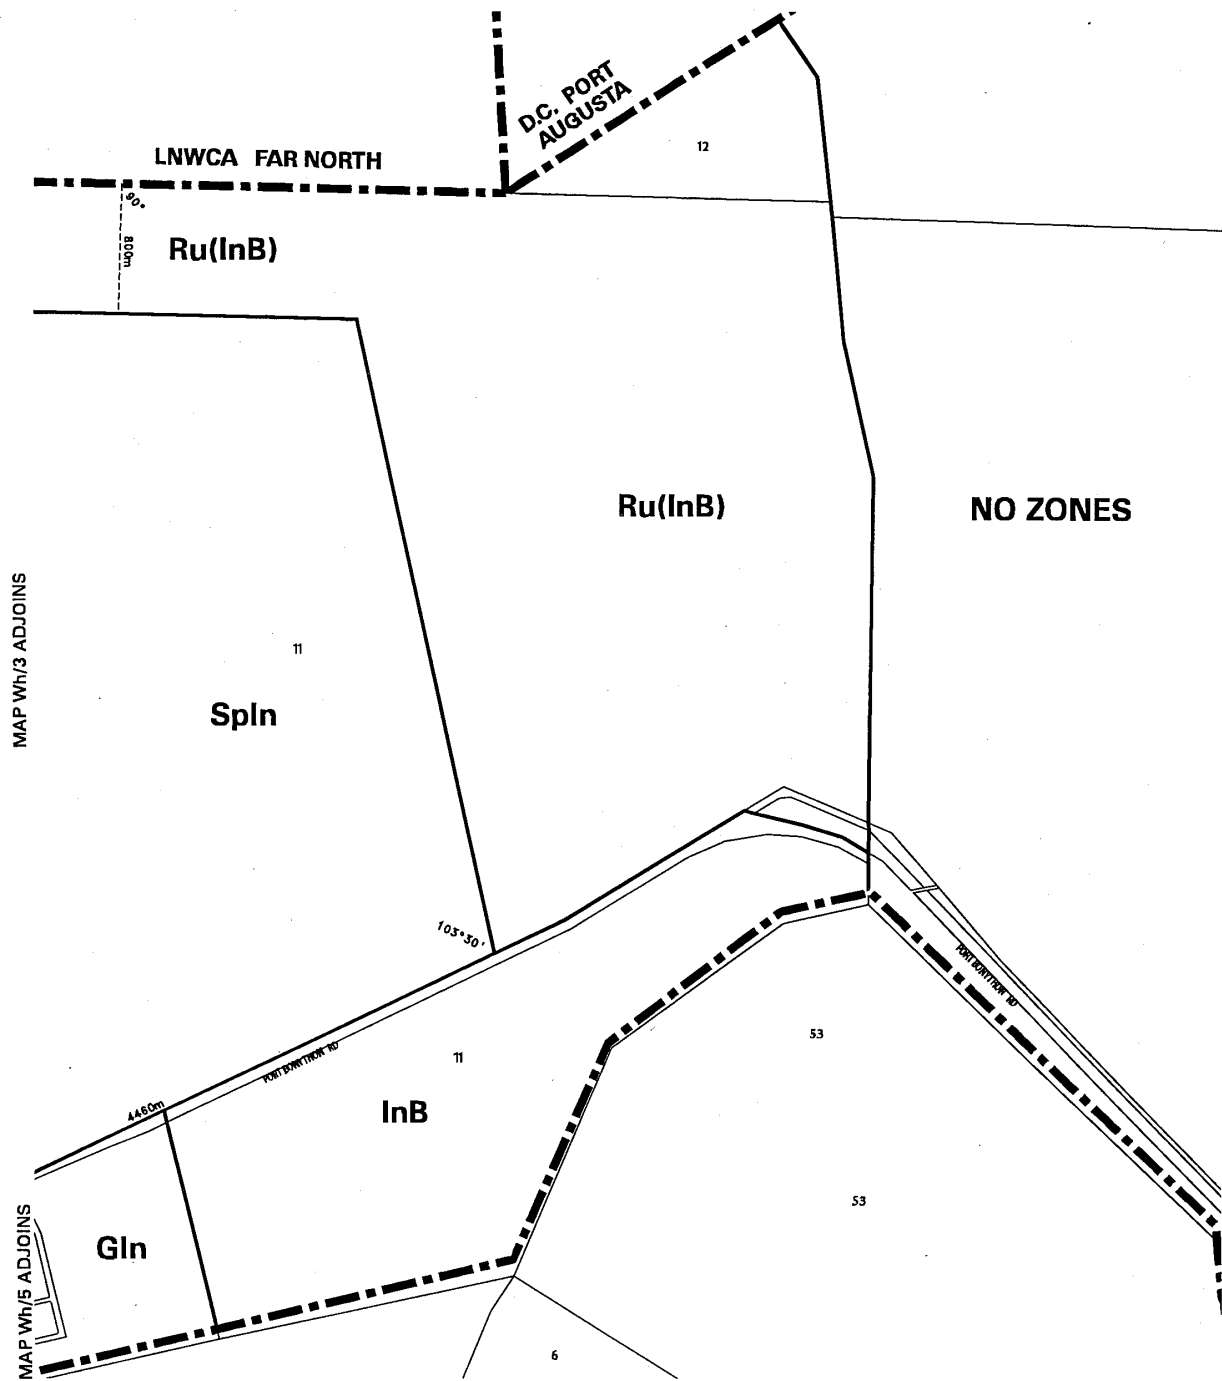 D.C. PORT
AUGUSTA
12
LNWCA FAR NORTH
90°
800m
Ru(InB)
Ru(InB)
NO ZONES
MAP Wh/3 ADJOINS
11
SpIn
103°30'
PORT BONYTHON RD
53
PORT BONYTHON RD
11
4460m
InB
53
MAP Wh/5 ADJOINS
GIn
6